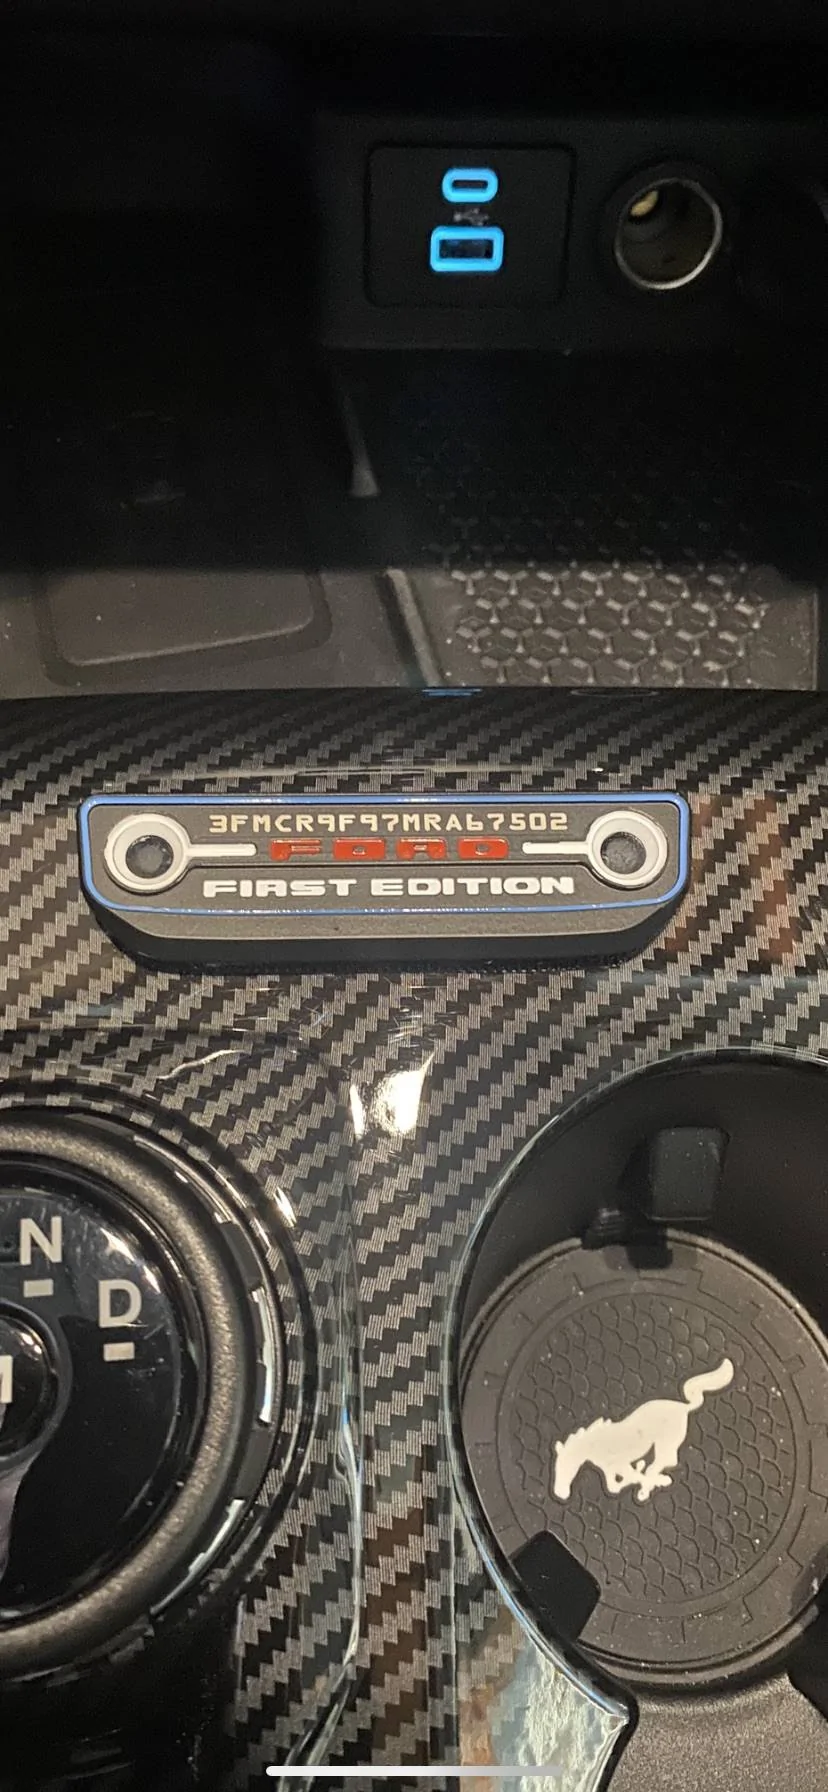 3FMCR9F97MRA67502
FORD
FIRST EDITION
N
D
M